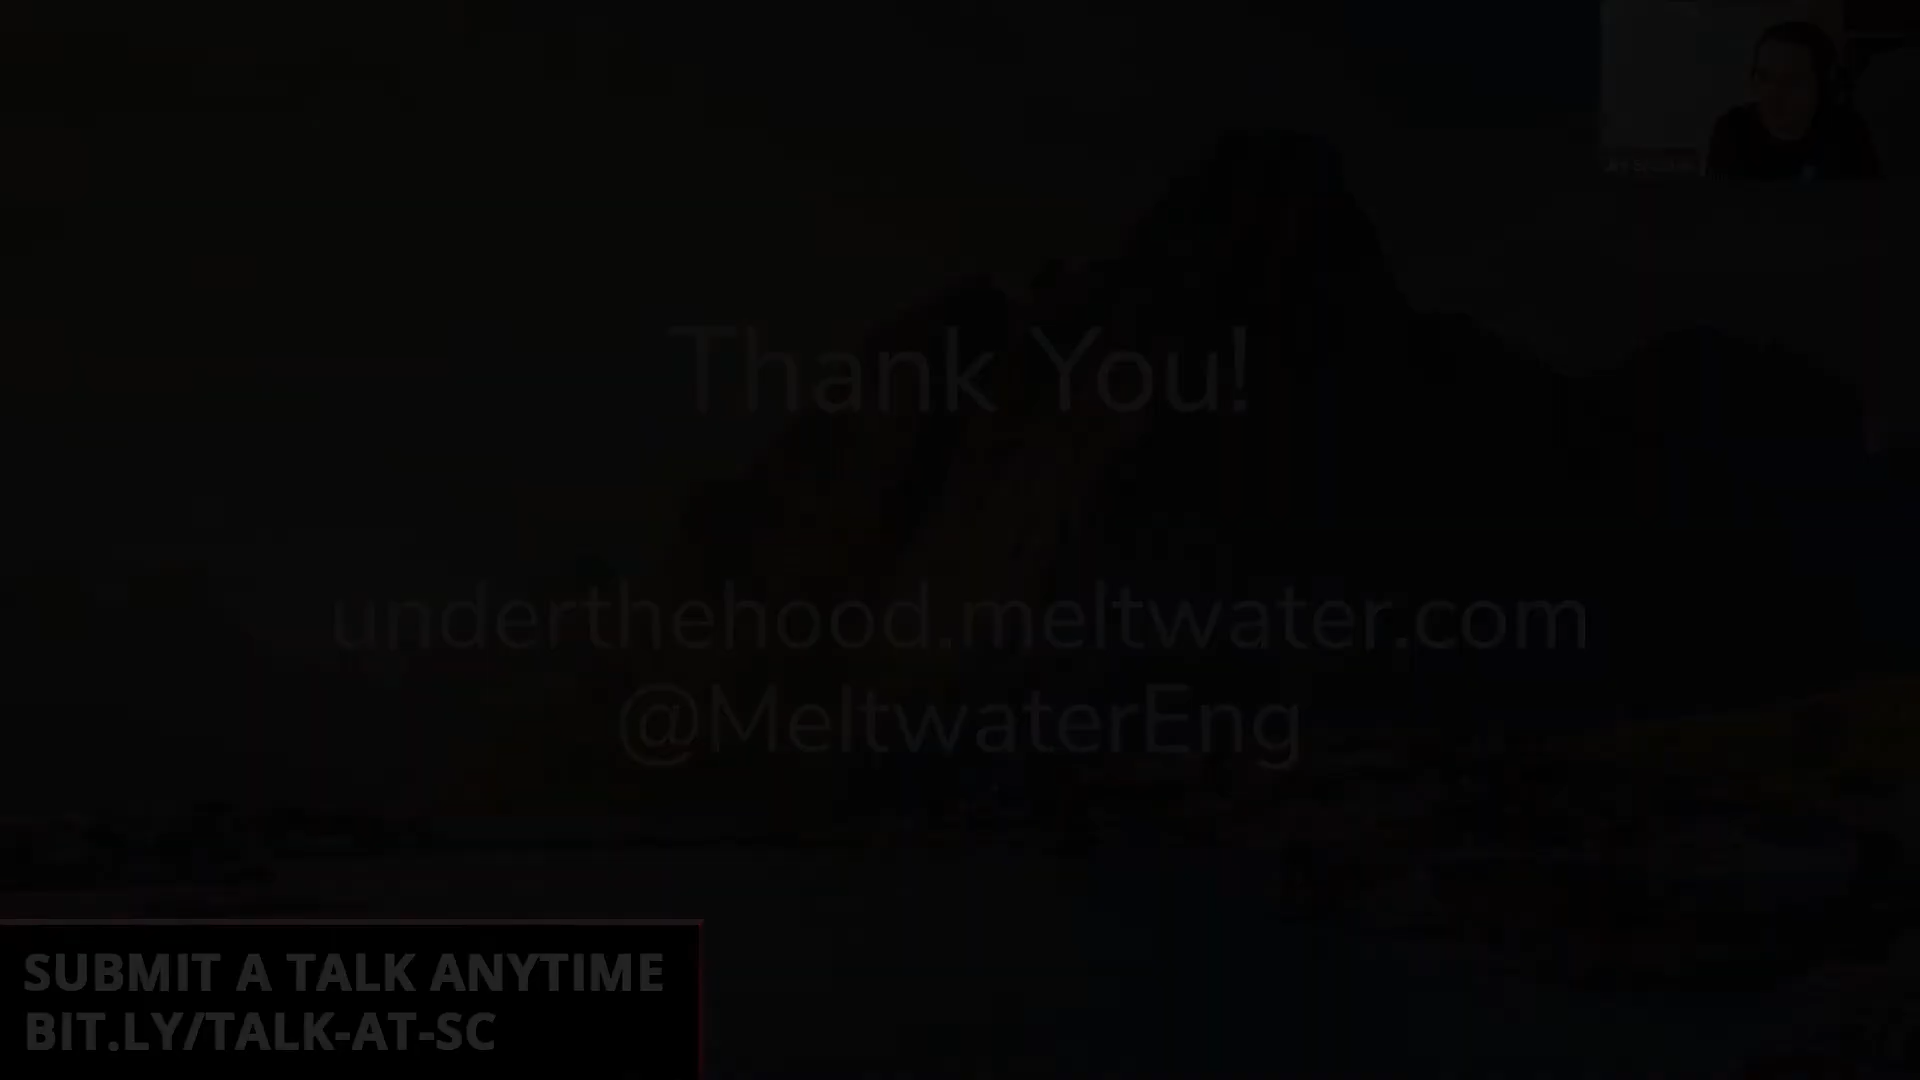 Thank You!
underthehood.meltwater.com
@MeltwaterEng
SUBMIT A TALK ANYTIME
BIT.LY/TALK-AT-SC